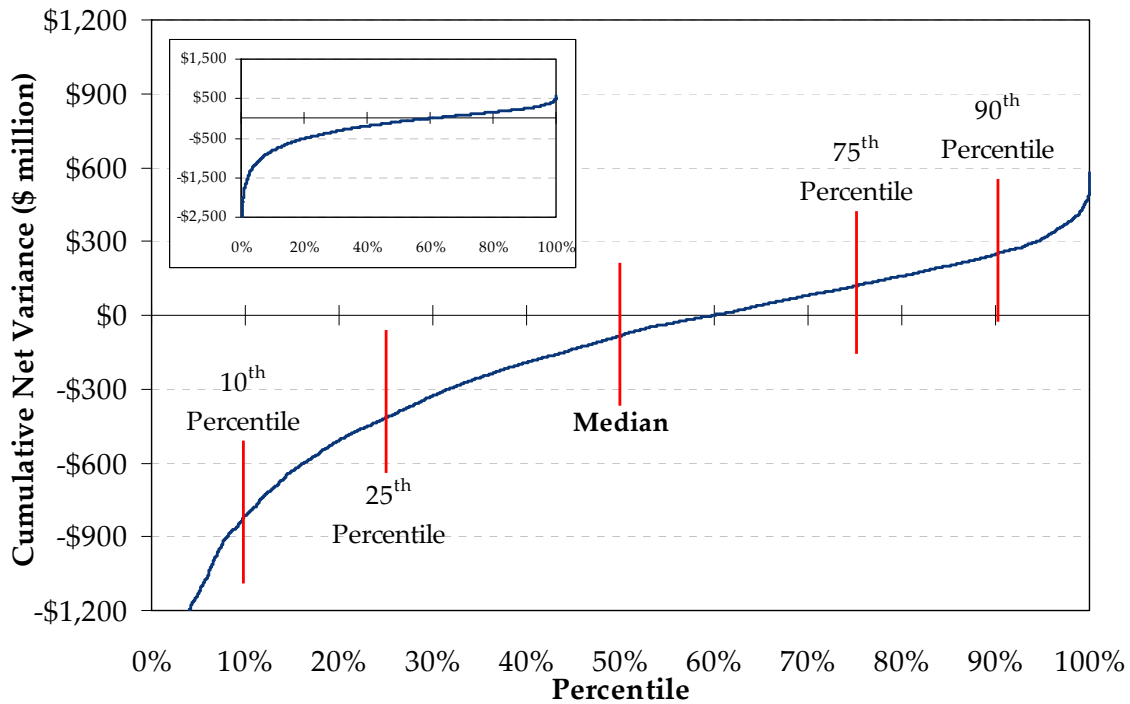 Cumulative Net Variance ($ million)
$1,200
$900
$600
$300
$0
-$300
-$600
-$900
-$1,200
$1,500
$500
-$500
-$1,500
-$2,500
0% 20% 40% 60% 80% 100%
10th
Percentile
25th
Percentile
Median
75th
Percentile
90th
Percentile
0% 10% 20% 30% 40% 50% 60% 70% 80% 90% 100%
Percentile